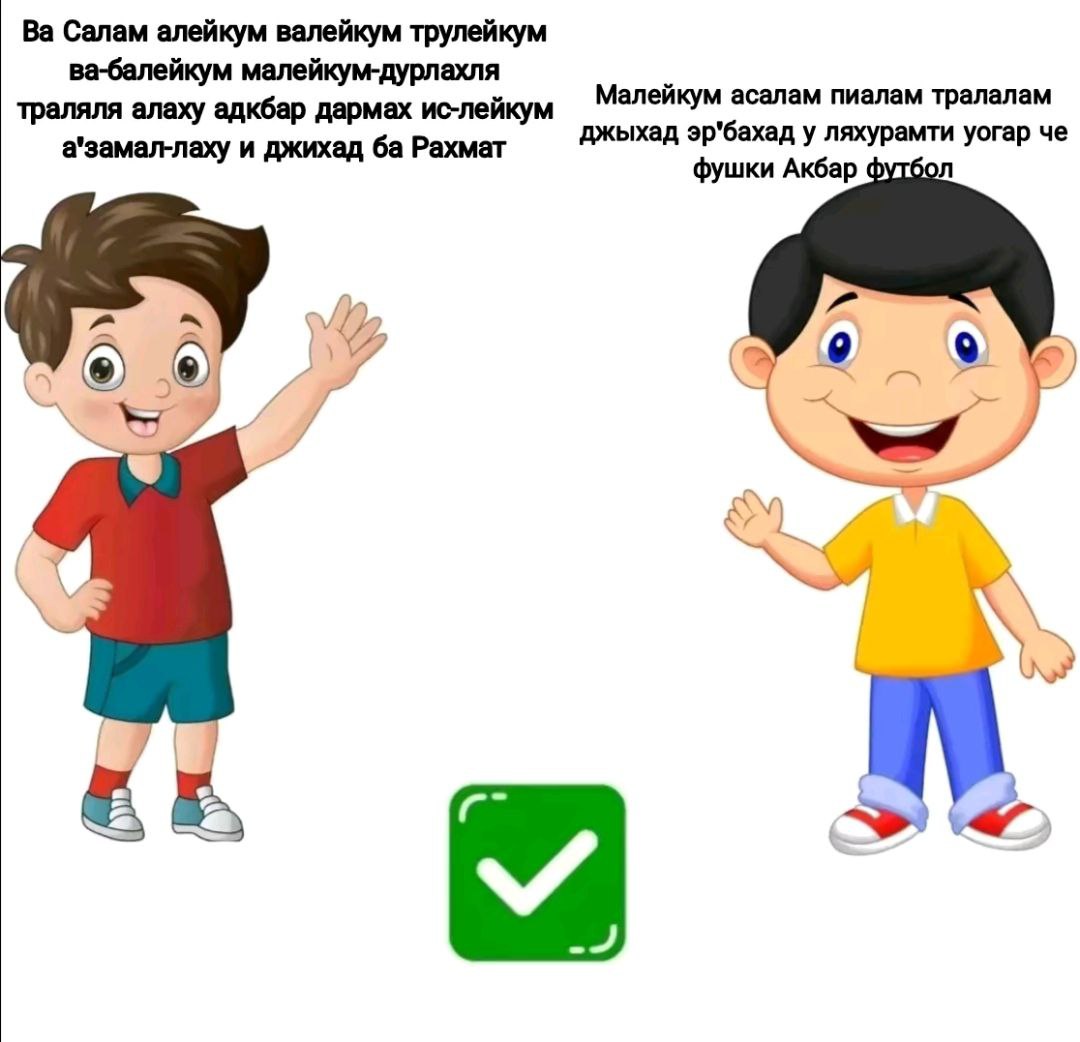 Ва Салам алейкум валейкум трулейкум
ва-балейкум малейкум-дурлахля
траляля алаху адкбар дармах ис-лейкум
а'замал-лаху и джихад ба Рахмат
Малейкум асалам пиалам тралалам
джыхад эр'бахад у ляхурамти уогар че
фушки Акбар футбол